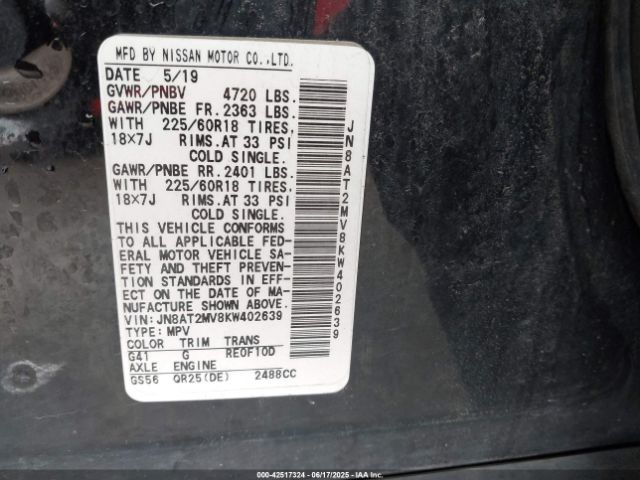 MFD BY NISSAN MOTOR CO.,LTD.
DATE 5/19
GVWR/PNBV 4720 LBS.
GAWR/PNBE FR.2363 LBS.
WITH 225/60R18 TIRES,
18×7J RIMS.AT 33 PSI
COLD SINGLE.
GAWR/PNBE RR.2401 LBS.
WITH 225/60R18 TIRES,
18×7J RIMS.AT 33 PSI
COLD SINGLE.
THIS VEHICLE CONFORMS
TO ALL APPLICABLE FED-
ERAL MOTOR VEHICLE SA-
FETY AND THEFT PREVEN-
TION STANDARDS IN EFF-
ECT ON THE DATE OF MA-
NUFACTURE SHOWN ABOVE.
VIN: JN8AT2MV8KW402639
TYPE: MPV
COLOR TRIM TRANS
G41 G RE0F10D
AXLE ENGINE
GS56 QR25(DE) 2488CC
JN8AT2MV8KW402639
000-42517324 | 06/17/2025 - IAAI.COM